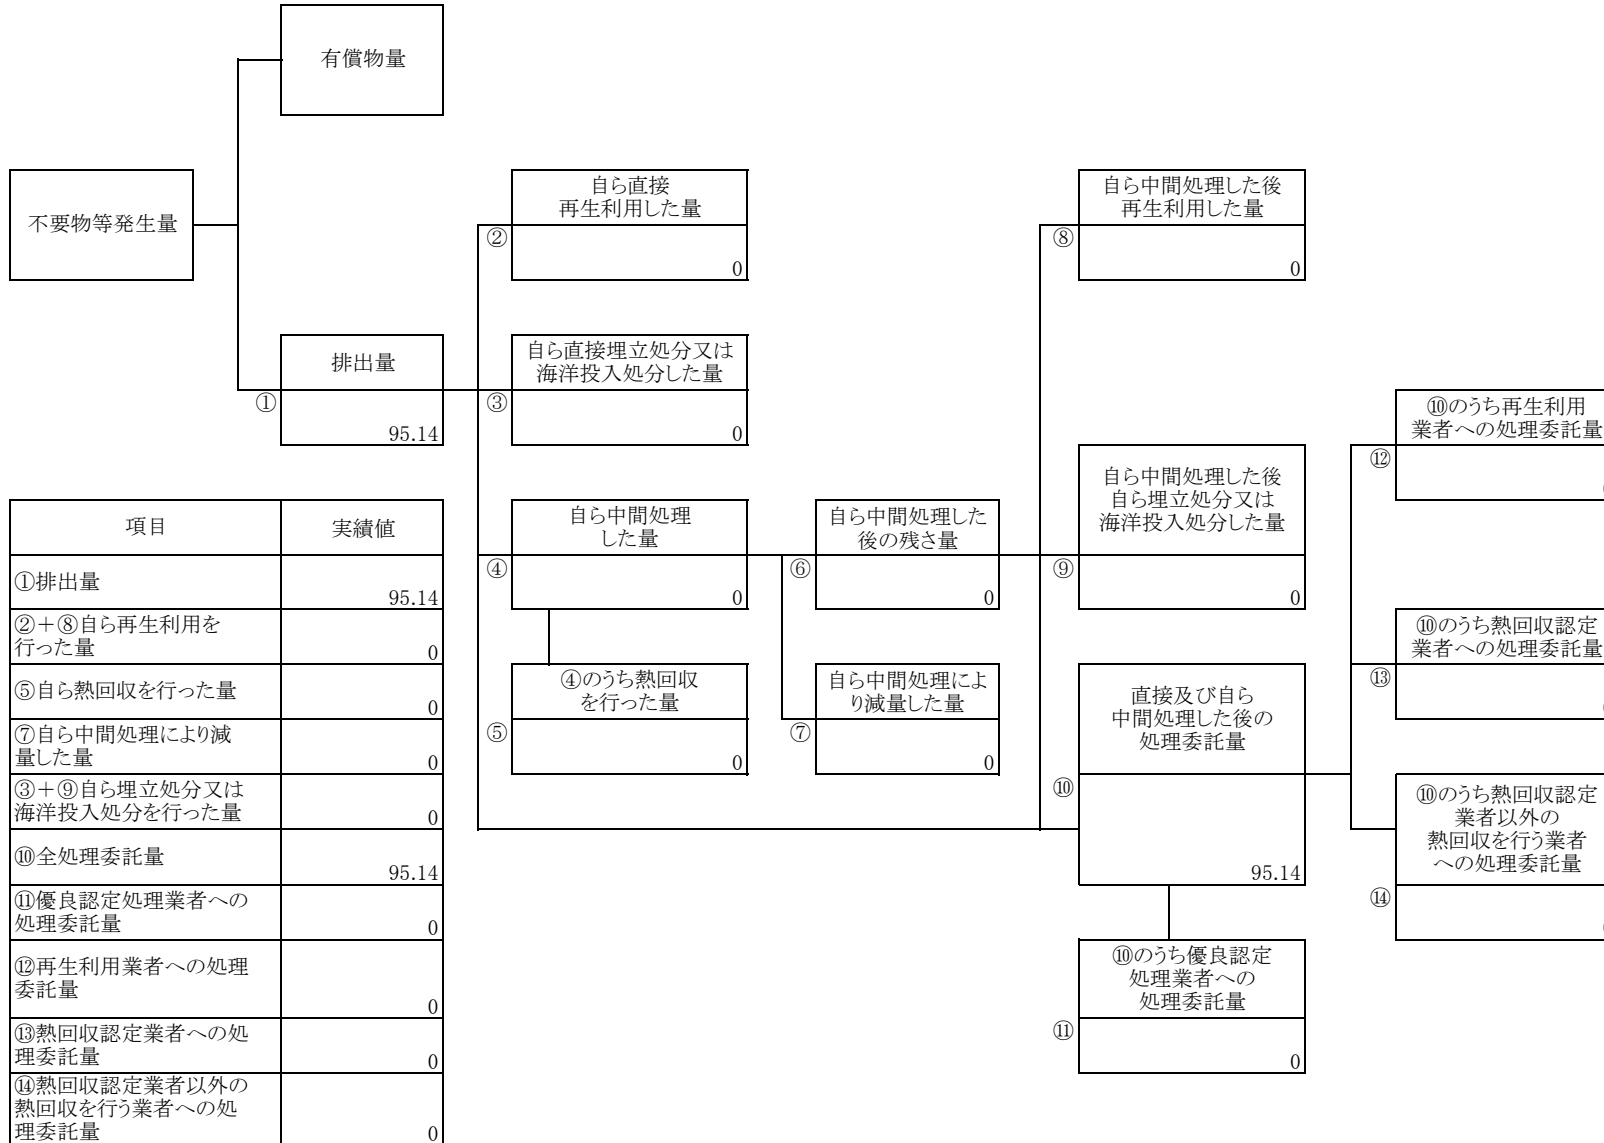 有償物量
不要物等発生量
自ら直接
再生利用した量
②
0
自ら中間処理した後
再生利用した量
⑧
0
排出量
①
95.14
自ら直接埋立処分又は
海洋投入処分した量
③
0
⑩のうち再生利用
業者への処理委託量
⑫
自ら中間処理
した量
④
0
自ら中間処理した
後の残さ量
⑥
0
自ら中間処理した後
自ら埋立処分又は
海洋投入処分した量
⑨
0
⑩のうち熱回収認定
業者への処理委託量
⑬
④のうち熱回収
を行った量
⑤
0
自ら中間処理によ
り減量した量
⑦
0
直接及び自ら
中間処理した後の
処理委託量
⑩
95.14
⑩のうち熱回収認定
業者以外の
熱回収を行う業者
への処理委託量
⑭
⑩のうち優良認定
処理業者への
処理委託量
⑪
0
項目 実績値
①排出量
95.14
②＋⑧自ら再生利用を
行った量
0
⑤自ら熱回収を行った量
0
⑦自ら中間処理により減
量した量
0
③＋⑨自ら埋立処分又は
海洋投入処分を行った量
0
⑩全処理委託量
95.14
⑪優良認定処理業者への
処理委託量
0
⑫再生利用業者への処理
委託量
0
⑬熱回収認定業者への処
理委託量
0
⑭熱回収認定業者以外の
熱回収を行う業者への処
理委託量
0